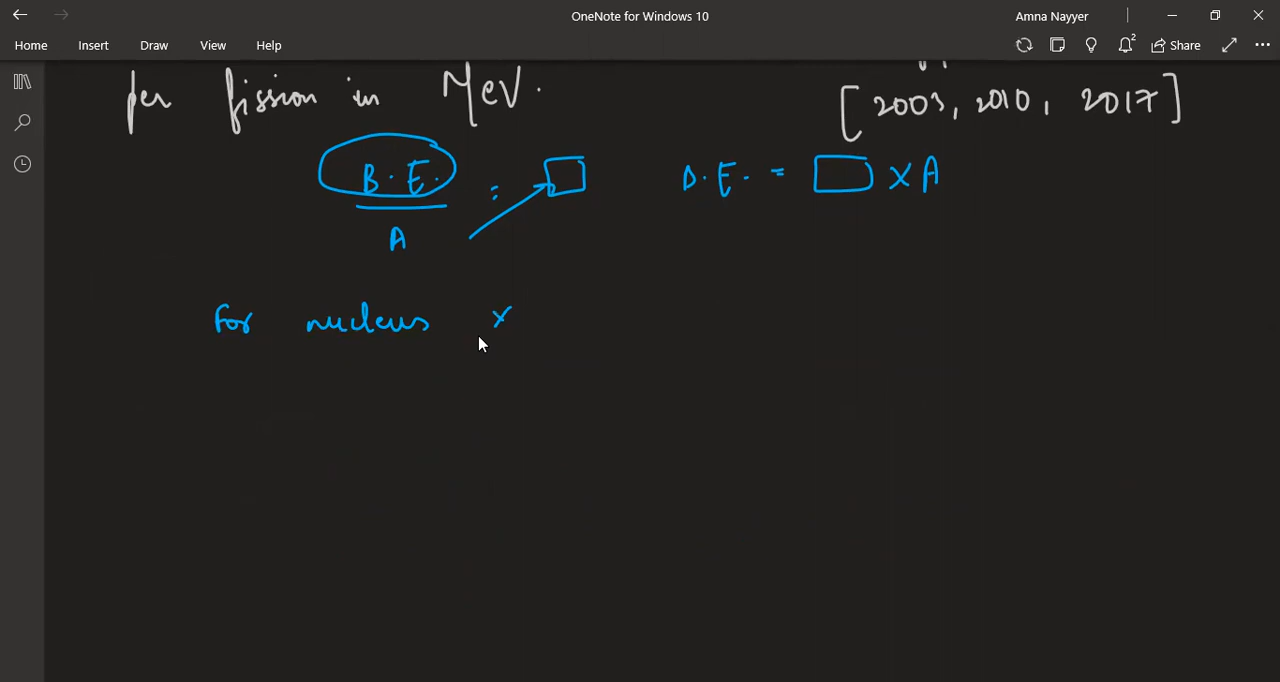 OneNote for Windows 10
Amna Nayyer
Home Insert Draw View Help
2 Share
per fission in MeV.
[2003, 2010, 2017]
B.E. = B.E. = X A
A
For nucleus X